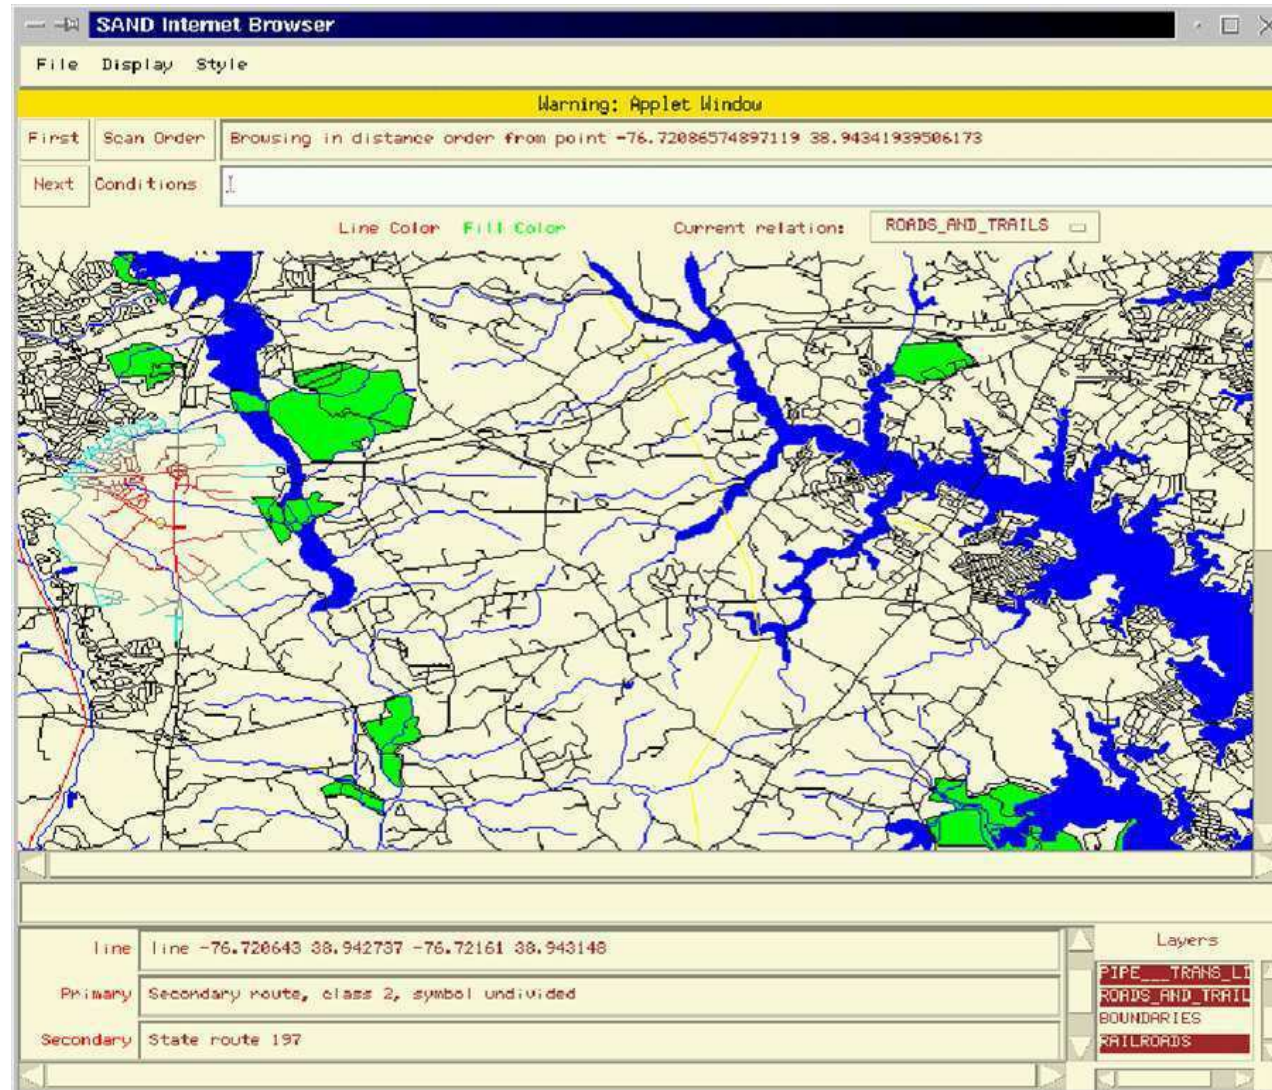 SAND Internet Browser
File Display Style
Warning: Applet Window
First Scan Order Browsing in distance order from point -76.72086574897119 38.94341939506173
Next Conditions
Line Color Fill Color Current relation: ROADS_AND_TRAILS
line line -76.720643 38.942737 -76.72161 38.943148
Primary Secondary route, class 2, symbol undivided
Secondary State route 197
Layers
PIPE___TRANS_LI
ROADS_AND_TRAIL
BOUNDARIES
RAILROADS